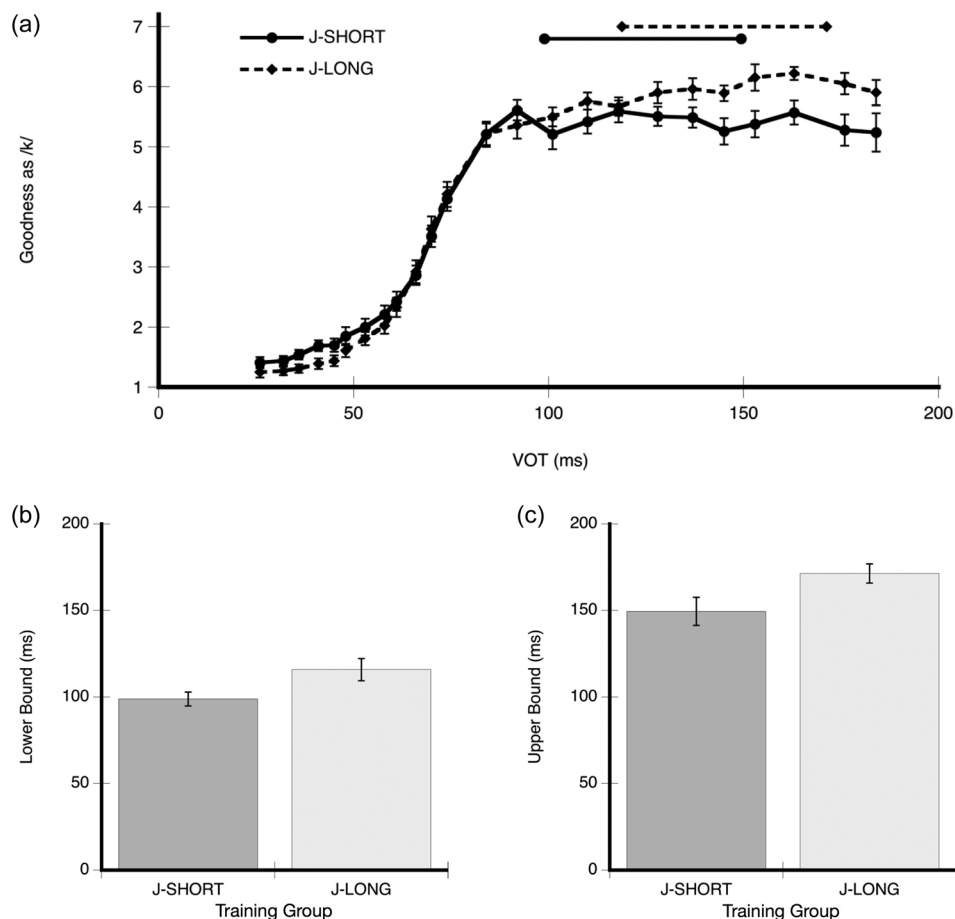 (a)
J-SHORT
J-LONG
7
6
5
4
3
2
1
Goodness as /k/
0
50
100
150
200
VOT (ms)
(b)
200
150
100
50
0
Lower Bound (ms)
J-SHORT
J-LONG
Training Group
(c)
200
150
100
50
0
Upper Bound (ms)
J-SHORT
J-LONG
Training Group